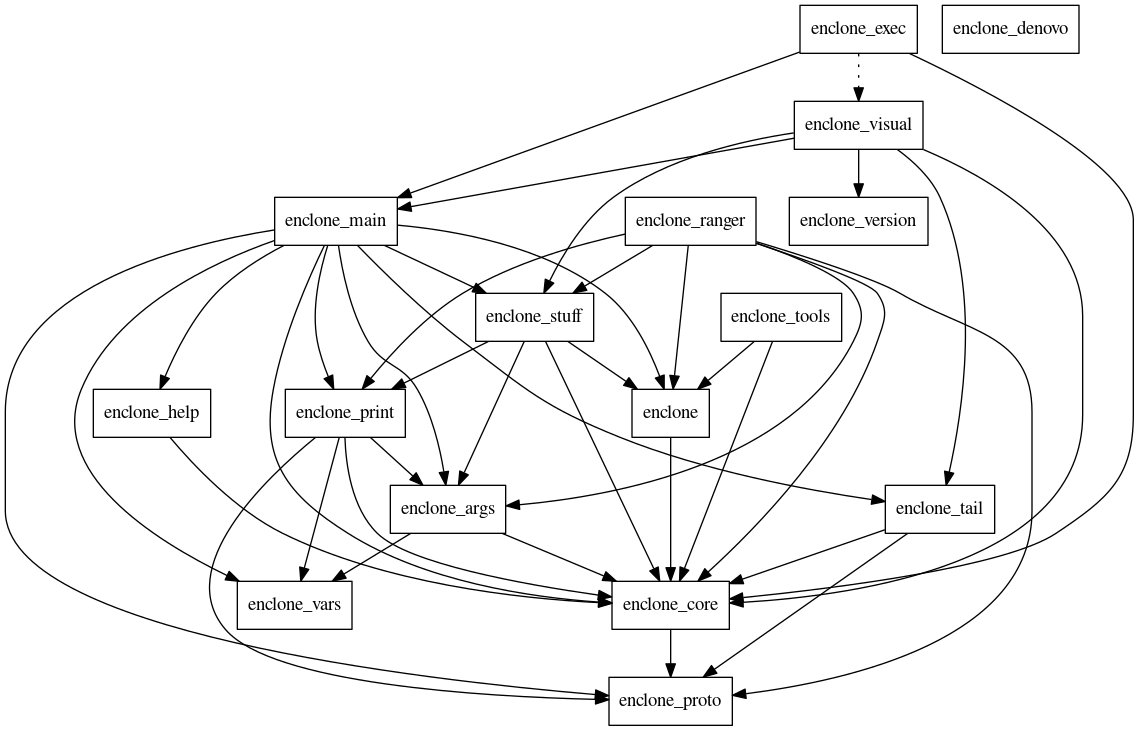 enclone_exec
enclone_denovo
enclone_visual
enclone_main
enclone_ranger
enclone_version
enclone_stuff
enclone_tools
enclone_help
enclone_print
enclone
enclone_args
enclone_tail
enclone_vars
enclone_core
enclone_proto